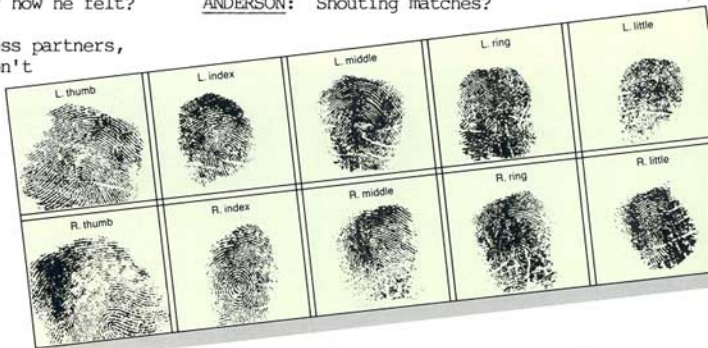 how he felt?
ANDERSON: Shouting matches?
ss partners,
n't
L. thumb
L. index
L. middle
L. ring
L. little
R. thumb
R. index
R. middle
R. ring
R. little